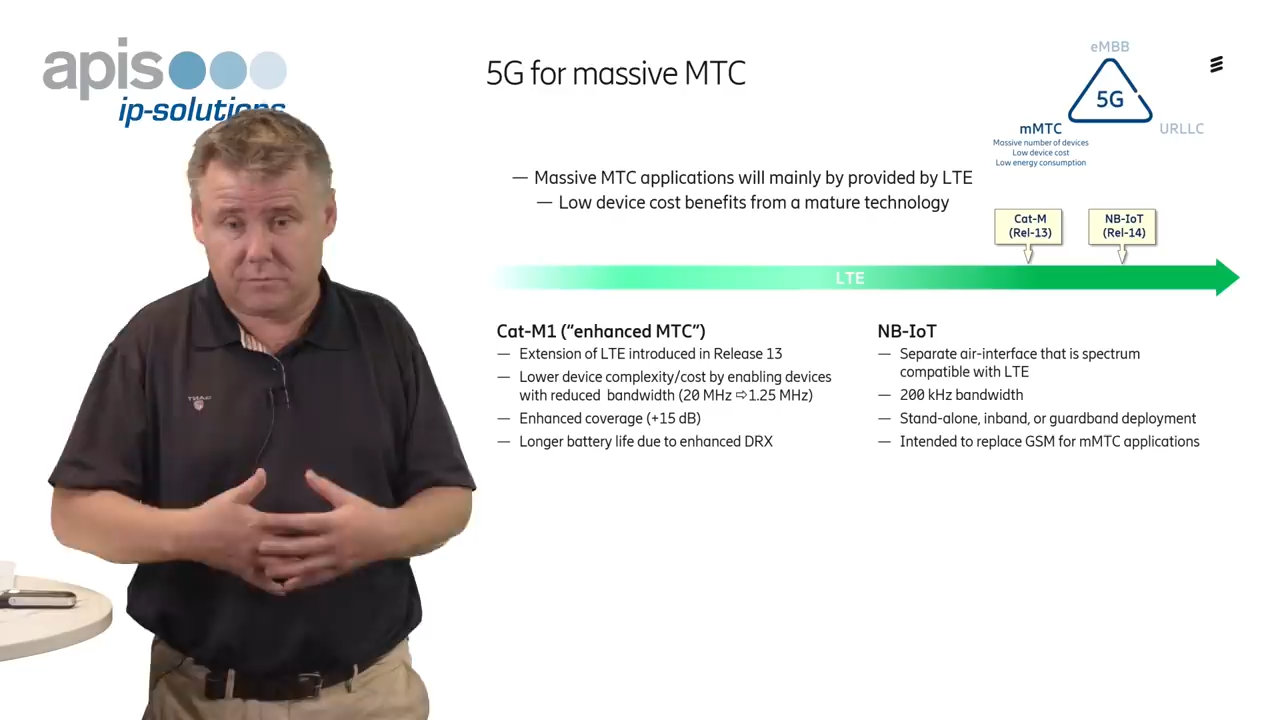 apis
ip-solutions
5G for massive MTC
eMBB
5G
mMTC
URLLC
Massive number of devices
Low device cost
Low energy consumption
— Massive MTC applications will mainly by provided by LTE
— Low device cost benefits from a mature technology
Cat-M
(Rel-13)
NB-IoT
(Rel-14)
LTE
Cat-M1 (“enhanced MTC”)
— Extension of LTE introduced in Release 13
— Lower device complexity/cost by enabling devices
with reduced bandwidth (20 MHz ⇨1.25 MHz)
— Enhanced coverage (+15 dB)
— Longer battery life due to enhanced DRX
NB-IoT
— Separate air-interface that is spectrum
compatible with LTE
— 200 kHz bandwidth
— Stand-alone, inband, or guardband deployment
— Intended to replace GSM for mMTC applications